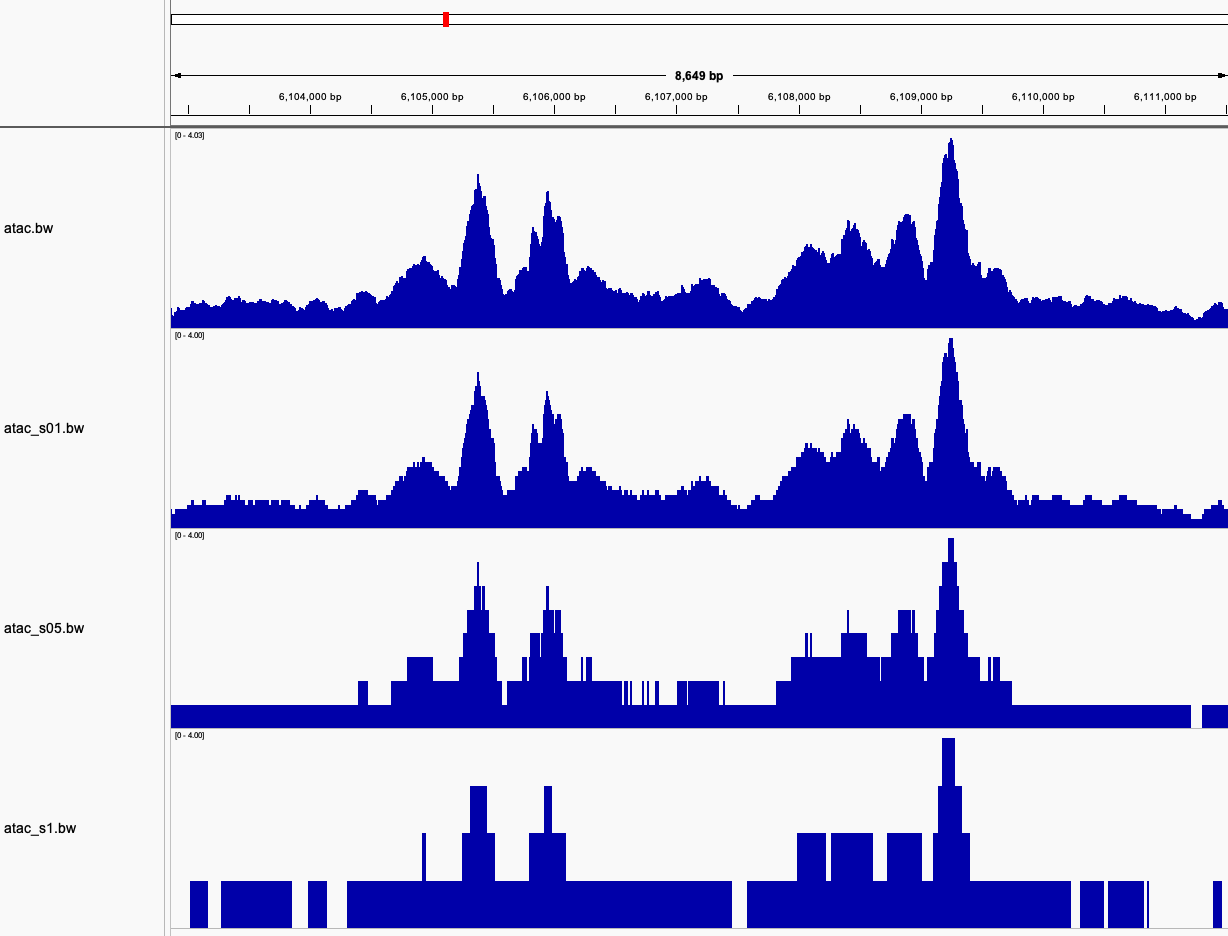 8,649 bp
6,104,000 bp 6,105,000 bp 6,106,000 bp 6,107,000 bp 6,108,000 bp 6,109,000 bp 6,110,000 bp 6,111,000 bp
[0 - 4.03]
atac.bw
[0 - 4.00]
atac_s01.bw
[0 - 4.00]
atac_s05.bw
[0 - 4.00]
atac_s1.bw